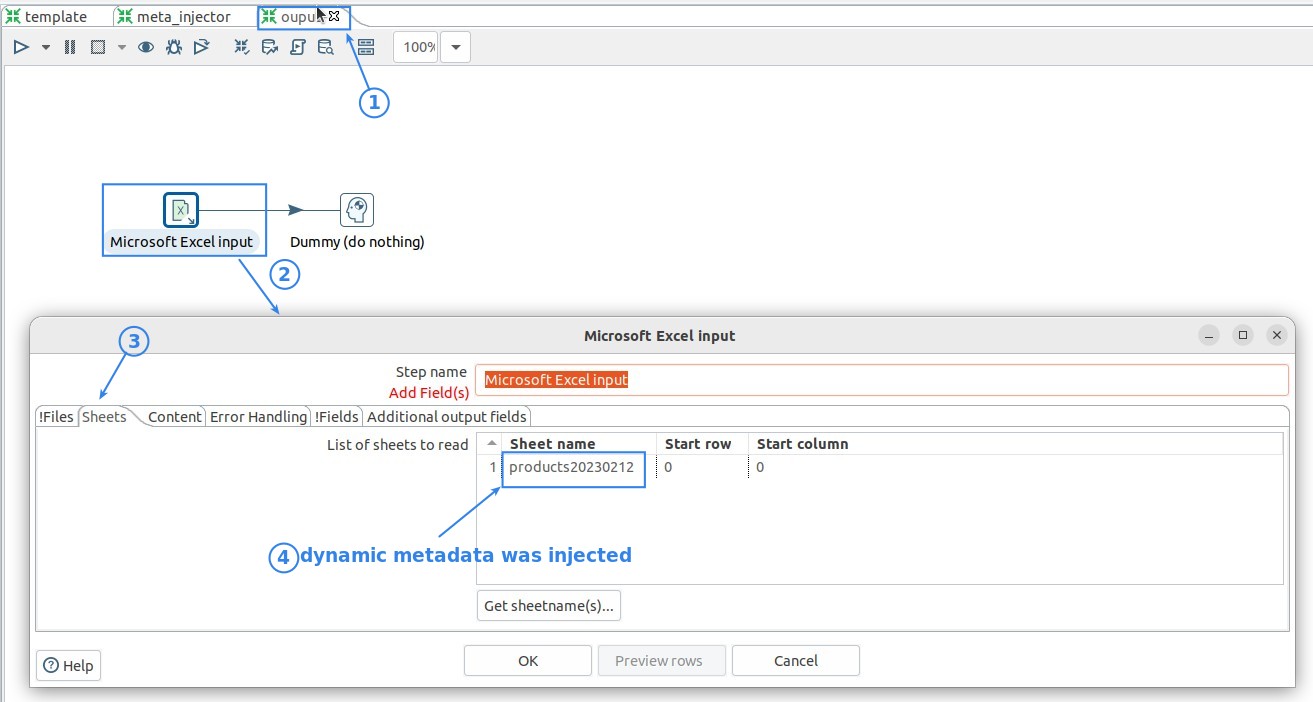 template
meta_injector
oupu
100%
1
Microsoft Excel input
Dummy (do nothing)
2
Microsoft Excel input
3
Step name
Microsoft Excel input
Add Field(s)
!Files Sheets Content Error Handling !Fields Additional output fields
List of sheets to read
Sheet name Start row Start column
1 products20230212 0 0
4 dynamic metadata was injected
Get sheetname(s)...
? Help
OK
Preview rows
Cancel